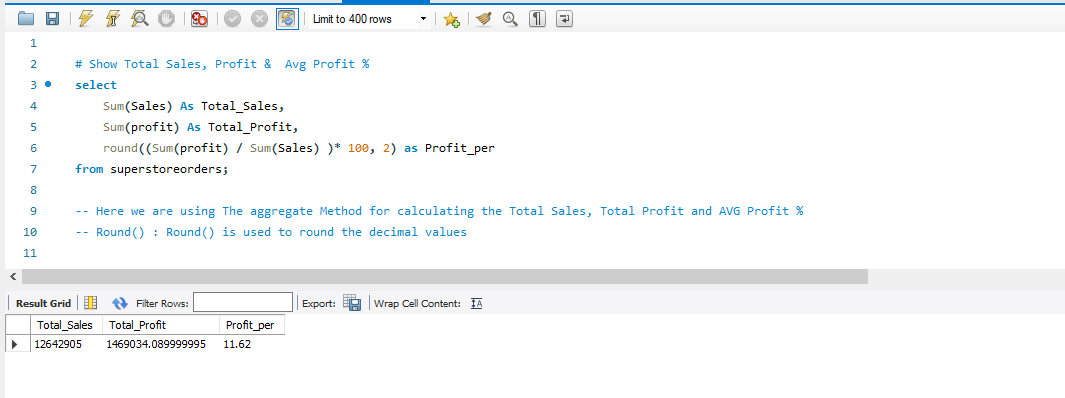 Limit to 400 rows
1
2 # Show Total Sales, Profit &  Avg Profit %
3 select
4 Sum(Sales) As Total_Sales,
5 Sum(profit) As Total_Profit,
6 round((Sum(profit) / Sum(Sales) )* 100, 2) as Profit_per
7 from superstoreorders;
8
9 -- Here we are using The aggregate Method for calculating the Total Sales, Total Profit and AVG Profit %
10 -- Round() : Round() is used to round the decimal values
11
Result Grid Filter Rows: Export: Wrap Cell Content: IA
Total_Sales Total_Profit Profit_per
12642905 1469034.089999995 11.62